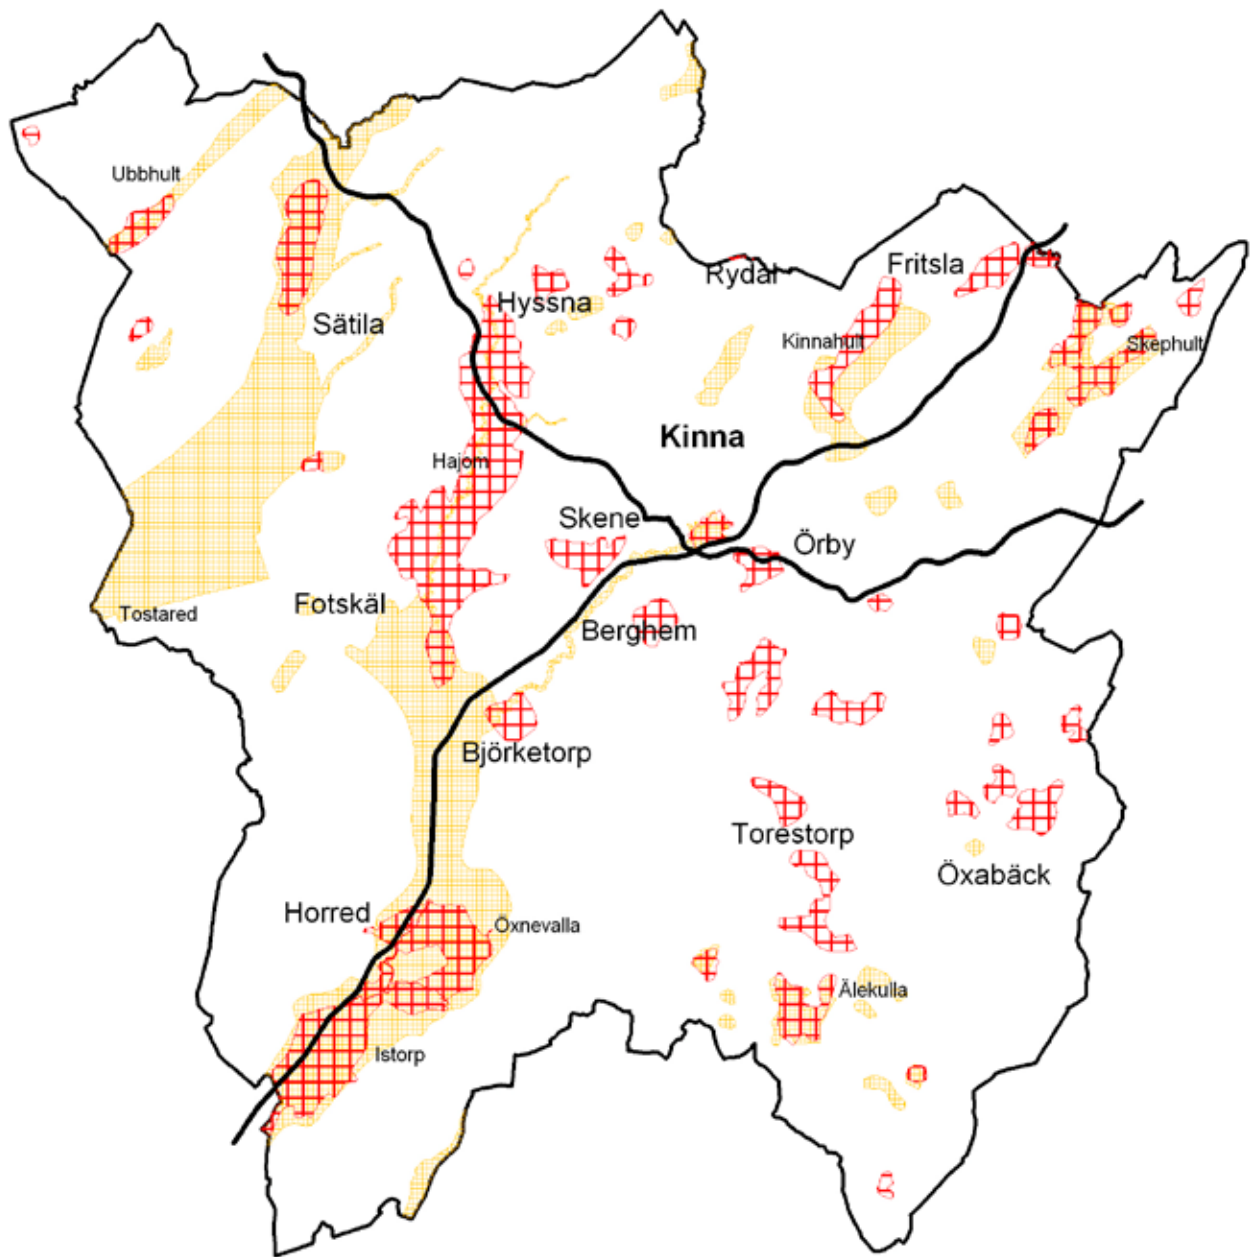 Ubbhult
Rydal
Fritsla
Hyssna
Sätila
Kinnahult
Skephult
Kinna
Hajom
Skene
Örby
Fotskäl
Tostared
Berghem
Björketorp
Torestorp
Öxabäck
Horred
Öxnevalla
Älekulla
Istorp